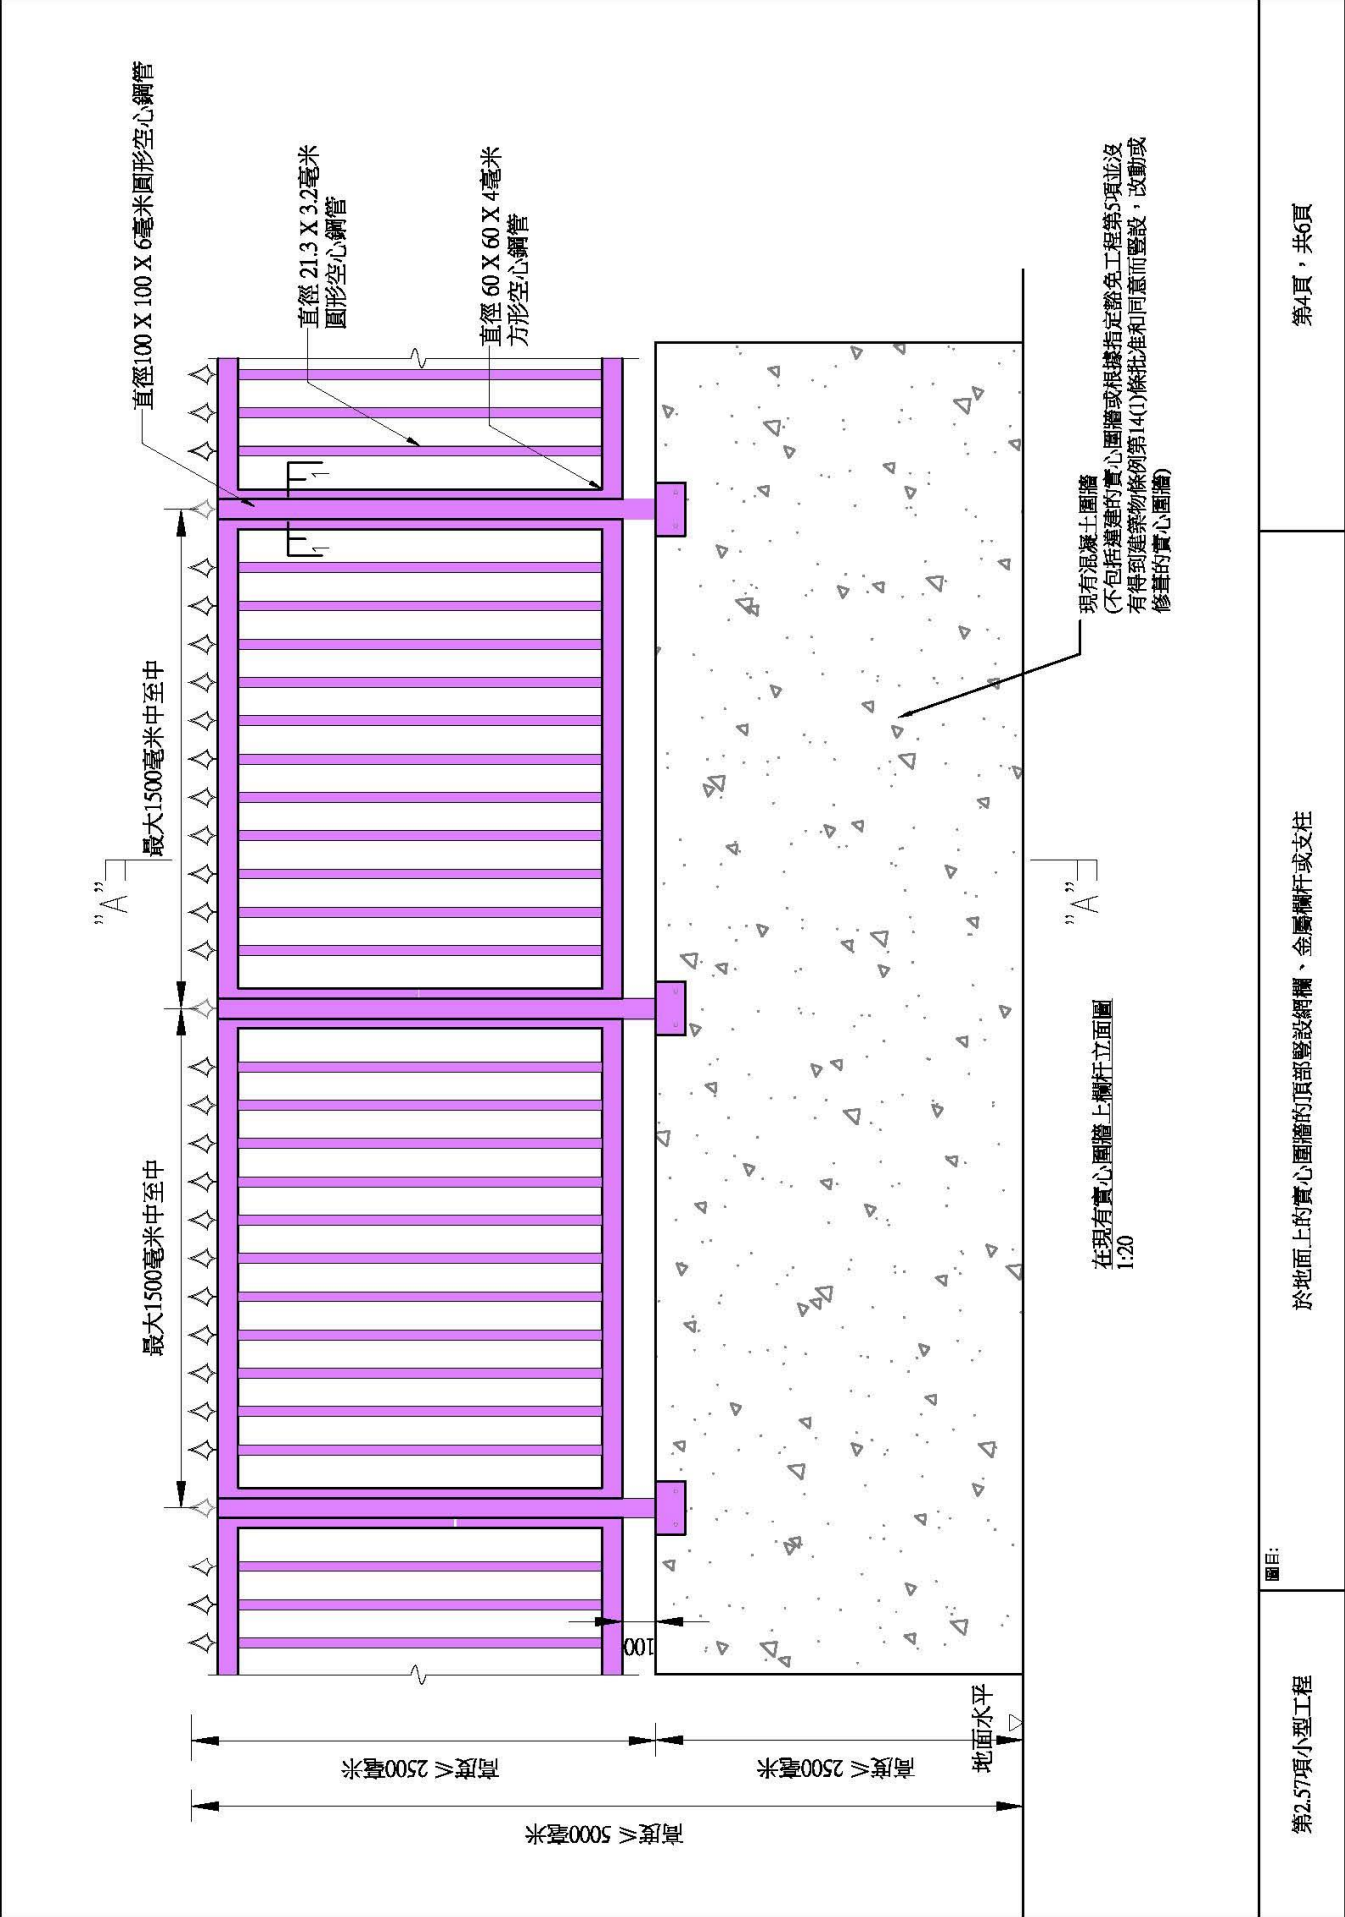 直徑100 X 100 X 6毫米圓形空心鋼管
直徑 21.3 X 3.2毫米
圓形空心鋼管
直徑 60 X 60 X 4毫米
方形空心鋼管
最大1500毫米中至中
最大1500毫米中至中
"A"
"A"
1
1
高度≤ 2500毫米
高度≤ 2500毫米
高度≤ 5000毫米
100
地面水平
現有混凝土圍牆
(不包括違建的實心圍牆或根據指定豁免工程第5項並沒
有得到建築物條例第14(1)條批准和同意而豎設，改動或
修葺的實心圍牆)
在現有實心圍牆上欄杆立面圖
1:20
第2.57項小型工程
圖目:
於地面上的實心圍牆的頂部豎設網欄、金屬欄杆或支柱
第4頁，共6頁